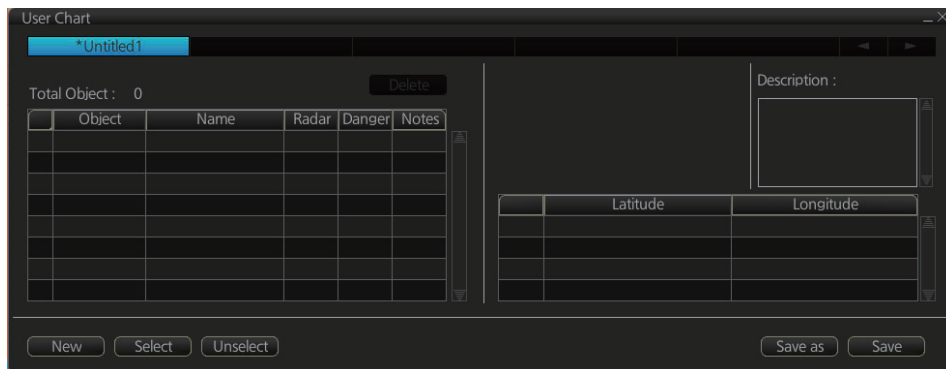 User Chart
*Untitled1
Total Object : 0
Delete
Object Name Radar Danger Notes
Description :
Latitude Longitude
New Select Unselect
Save as Save